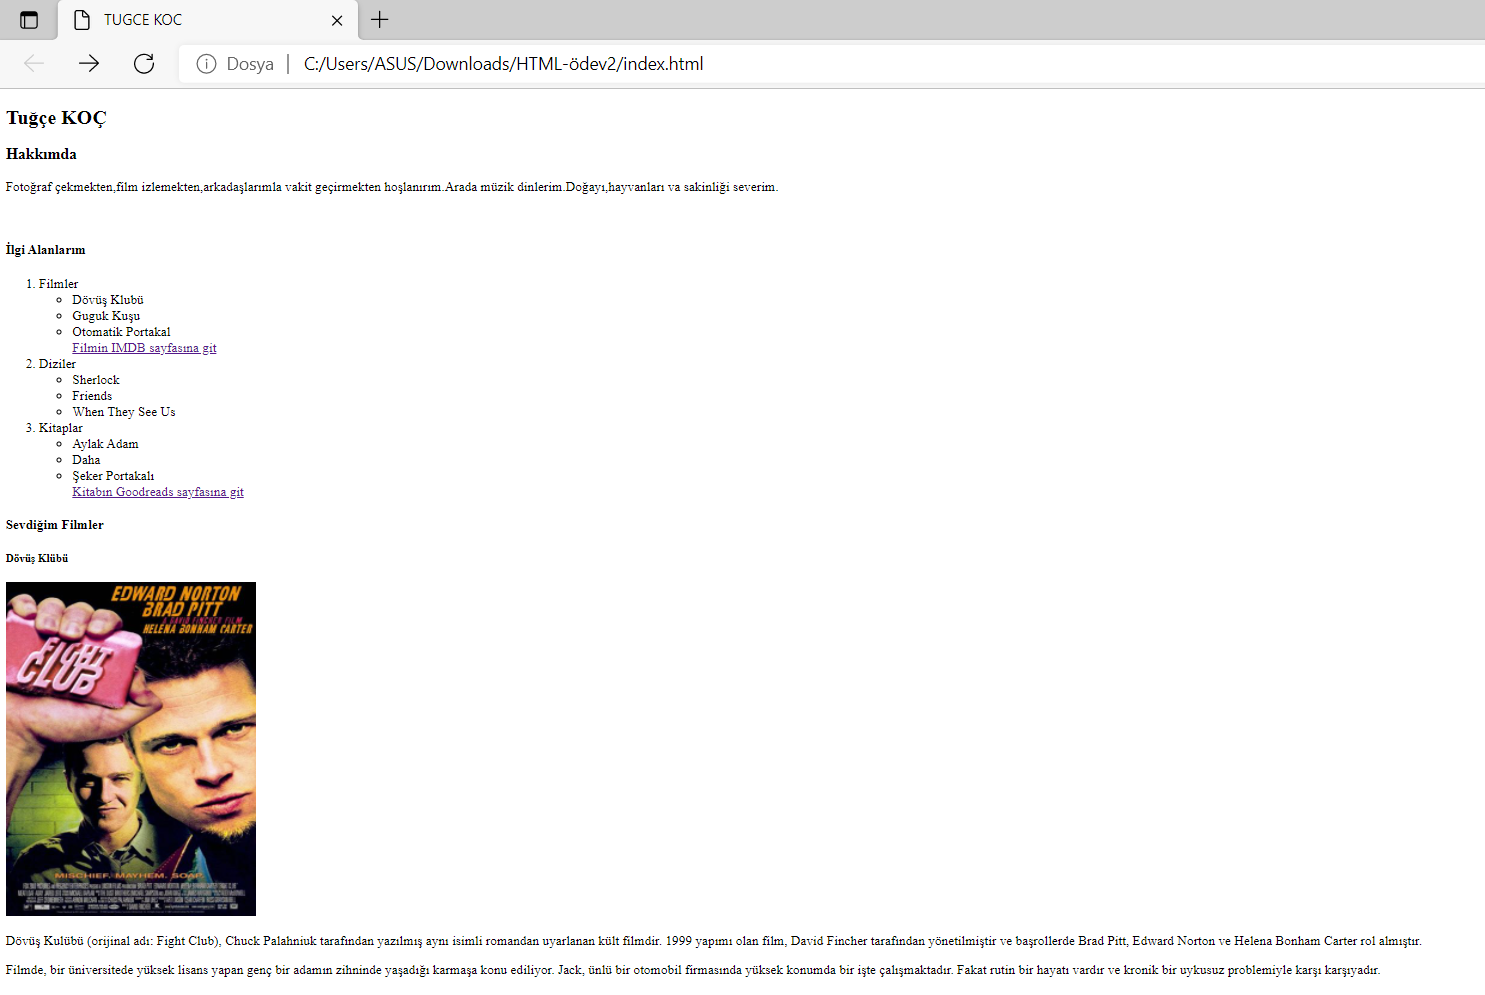 TUGCE KOC
Dosya
C:/Users/ASUS/Downloads/HTML-ödev2/index.html
Tuğçe KOÇ
Hakkımda
Fotoğraf çekmekten,film izlemekten,arkadaşlarımla vakit geçirmekten hoşlanırım.Arada müzik dinlerim.Doğayı,hayvanları va sakinliği severim.
İlgi Alanlarım
1. Filmler
Dövüş Klubü
Guguk Kuşu
Otomatik Portakal
Filmin IMDB sayfasına git
2. Diziler
Sherlock
Friends
When They See Us
3. Kitaplar
Aylak Adam
Daha
Şeker Portakalı
Kitabın Goodreads sayfasına git
Sevdiğim Filmler
Dövüş Klübü
EDWARD NORTON
BRAD PITT
A DAVID FINCHER FILM
HELENA BONHAM CARTER
FIGHT
CLUB
MISCHIEF. MAYHEM. SOAP.
Dövüş Kulübü (orijinal adı: Fight Club), Chuck Palahniuk tarafından yazılmış aynı isimli romandan uyarlanan kült filmdir. 1999 yapımı olan film, David Fincher tarafından yönetilmiştir ve başrollerde Brad Pitt, Edward Norton ve Helena Bonham Carter rol almıştır.
Filmde, bir üniversitede yüksek lisans yapan genç bir adamın zihninde yaşadığı karmaşa konu ediliyor. Jack, ünlü bir otomobil firmasında yüksek konumda bir işte çalışmaktadır. Fakat rutin bir hayatı vardır ve kronik bir uykusuz problemiyle karşı karşıyadır.